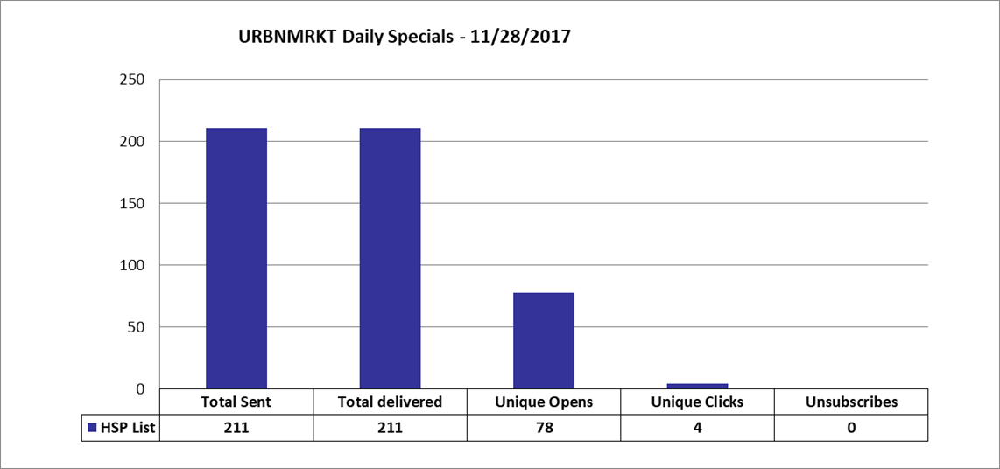 URBNMRKT Daily Specials - 11/28/2017
250
200
150
100
50
0
Total Sent Total delivered Unique Opens Unique Clicks Unsubscribes
HSP List 211 211 78 4 0